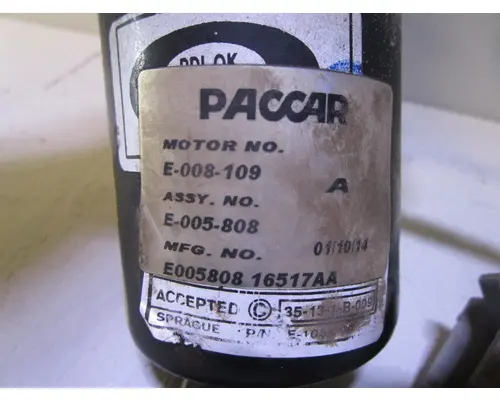 PACCAR
MOTOR NO.
E-008-109
A
ASSY. NO.
E-005-808
MFG. NO. 01/10/14
E005808 16517AA
ACCEPTED C
SPRAGUE P/N